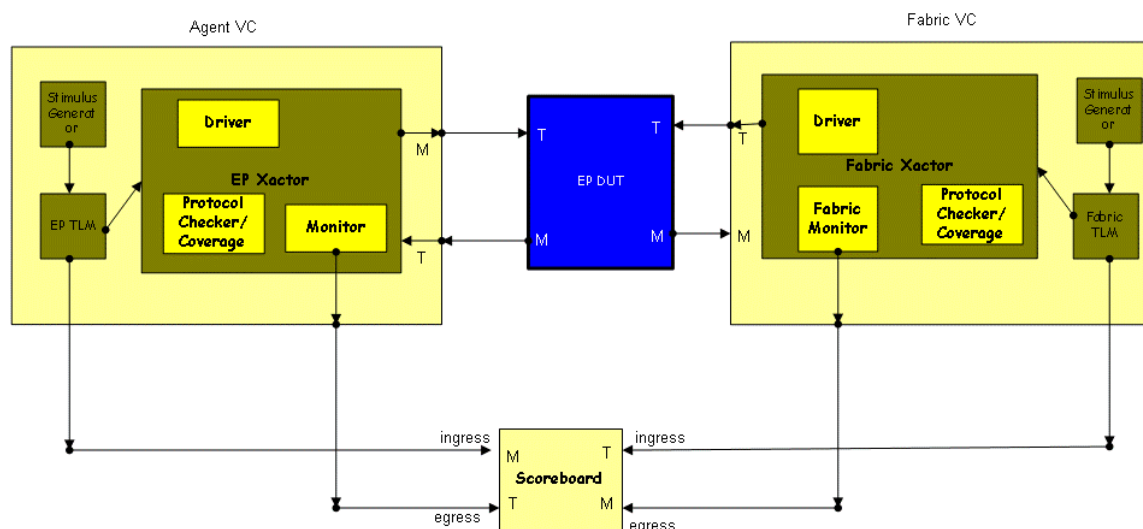 Agent VC
Fabric VC
Stimulus
Generat
or
Driver
EP Xactor
Protocol
Checker/
Coverage
Monitor
EP TLM
M
T
T
M
EP DUT
T
M
T
M
Driver
Fabric Xactor
Fabric
Monitor
Protocol
Checker/
Coverage
Stimulus
Generat
or
Fabric
TLM
ingress
egress
M
T
Scoreboard
T
M
ingress
egress